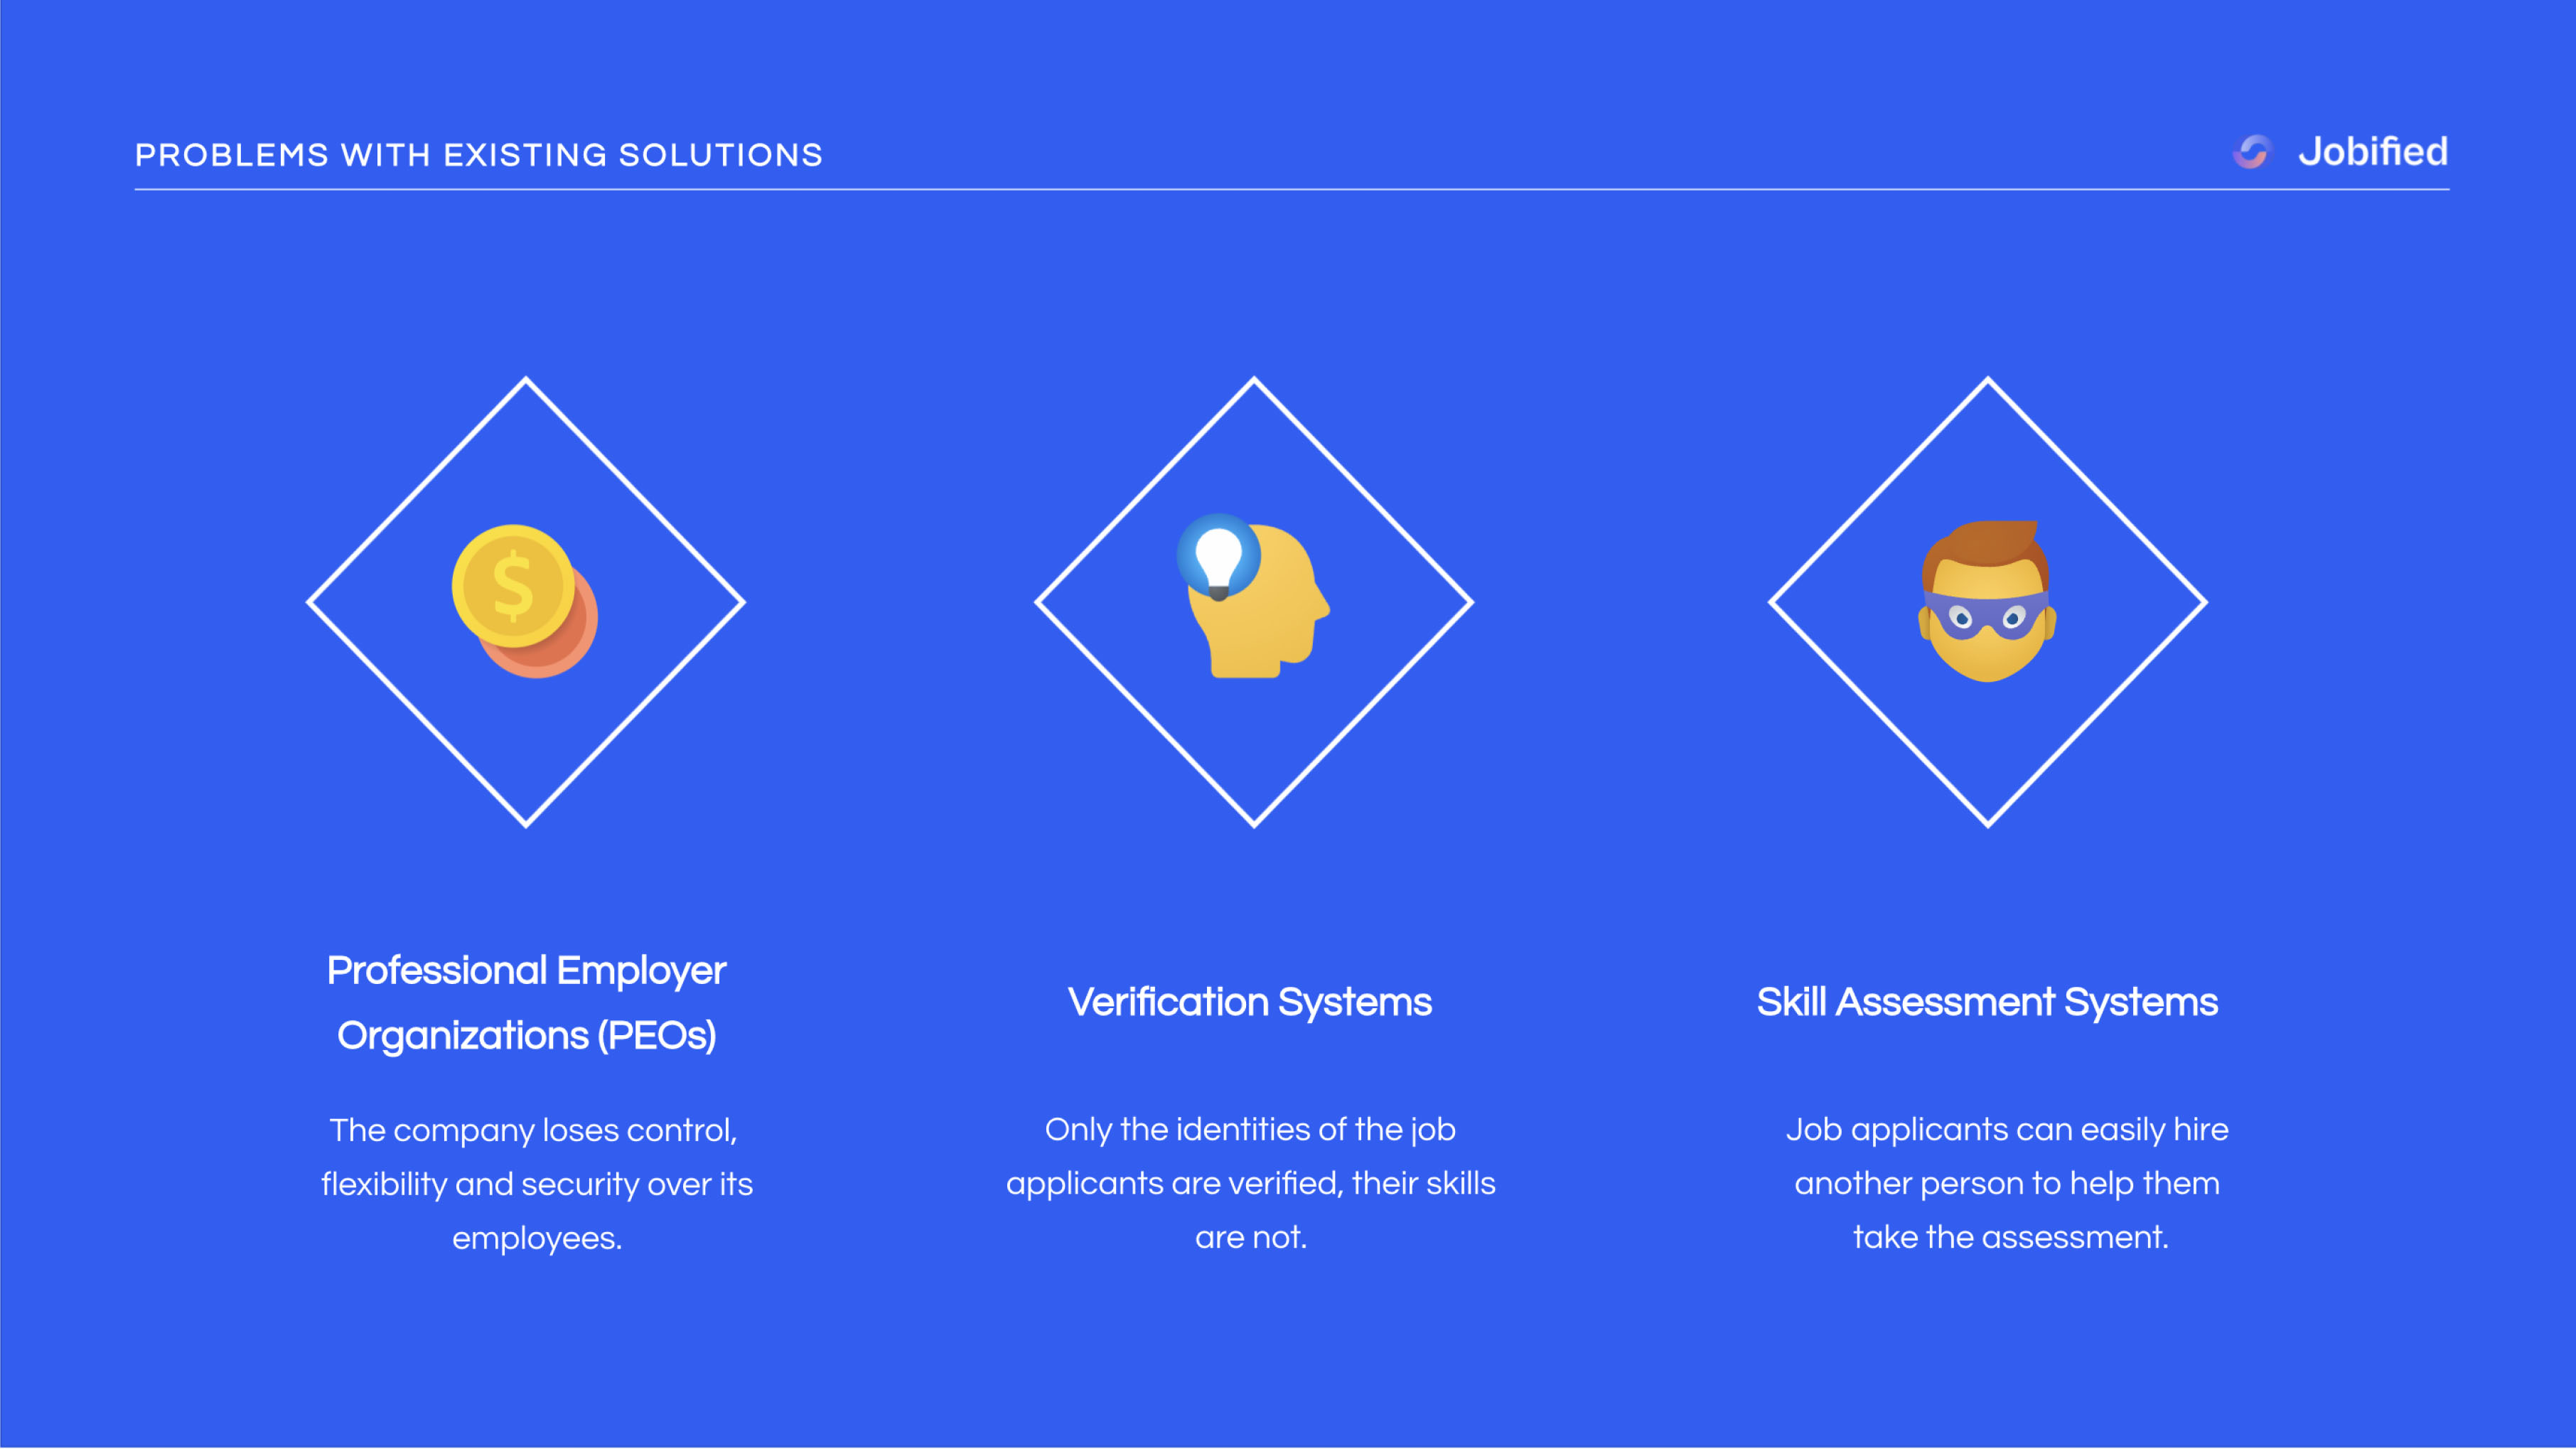 PROBLEMS WITH EXISTING SOLUTIONS
Jobified
$
Professional Employer
Organizations (PEOs)
The company loses control,
flexibility and security over its
employees.
Verification Systems
Only the identities of the job
applicants are verified, their skills
are not.
Skill Assessment Systems
Job applicants can easily hire
another person to help them
take the assessment.